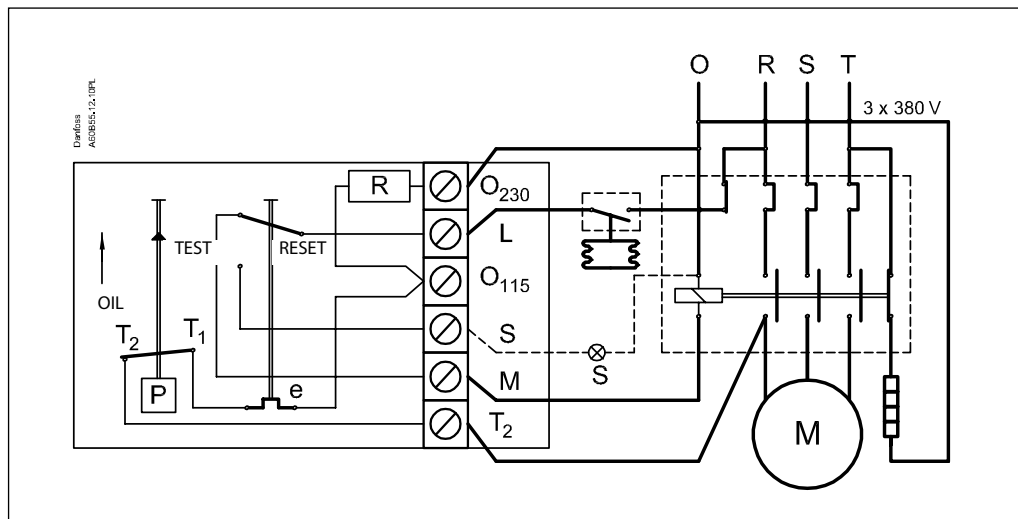 Danfoss
A60B55.12.10PL
O R S T
3 x 380 V
R
O230
TEST
RESET
L
OIL
O115
T2
T1
S
S
P
e
M
T2
M